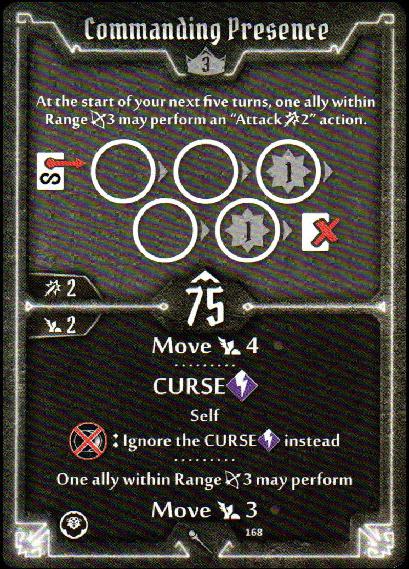 Commanding Presence
3
At the start of your next five turns, one ally within
Range 3 may perform an "Attack 2" action.
S
1
1
2
75
2
Move 4
CURSE
Self
: Ignore the CURSE instead
One ally within Range 3 may perform
Move 3
168